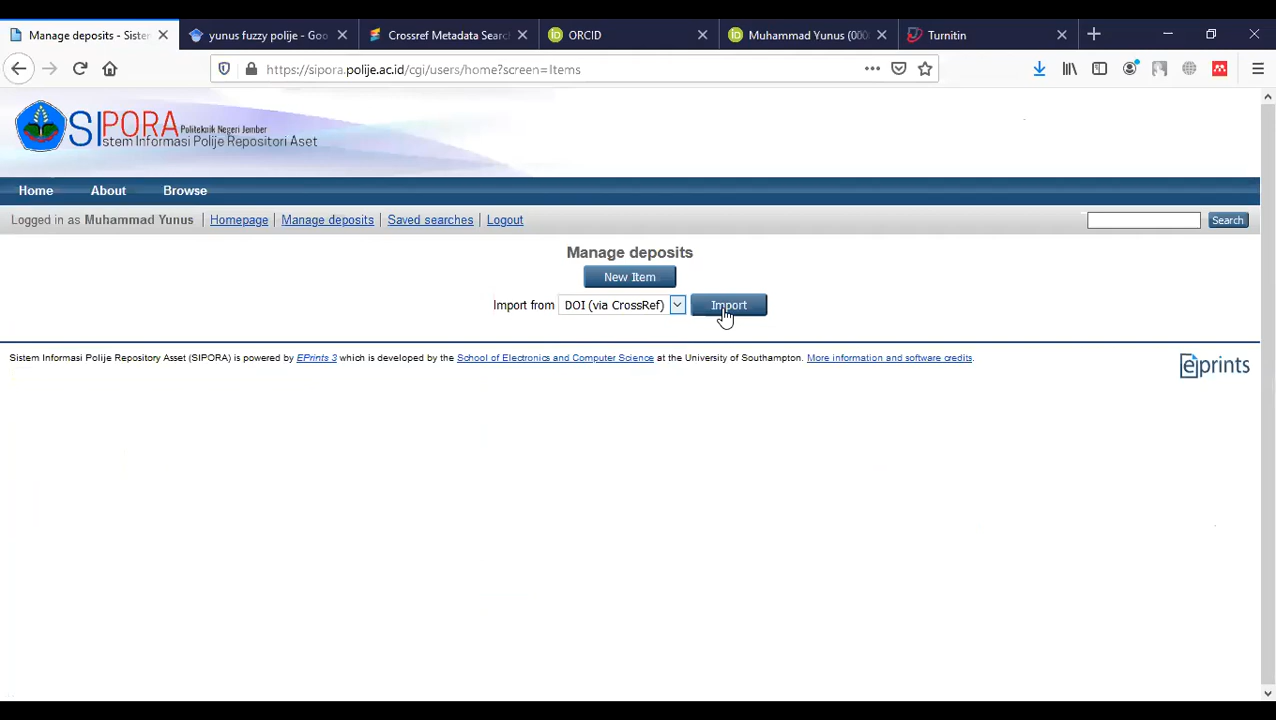 Manage deposits - Sister
yunus fuzzy polije - Goo
Crossref Metadata Searc
ORCID
Muhammad Yunus (000
Turnitin
https://sipora.polije.ac.id/cgi/users/home?screen=Items
SIPORA Politeknik Negeri Jember
Sistem Informasi Polije Repositori Aset
Home About Browse
Logged in as Muhammad Yunus | Homepage | Manage deposits | Saved searches | Logout
Search
Manage deposits
New Item
Import from DOI (via CrossRef) Import
Sistem Informasi Polije Repository Asset (SIPORA) is powered by EPrints 3 which is developed by the School of Electronics and Computer Science at the University of Southampton. More information and software credits.
eprints